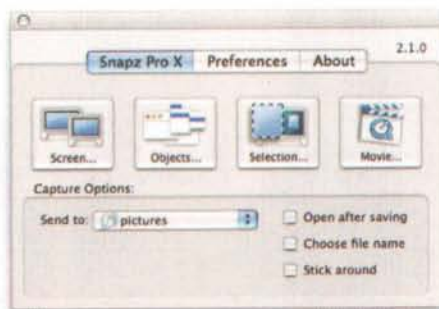 2.1.0
Snapz Pro X Preferences About
Screen... Objects... Selection... Movie...
Capture Options:
Send to: pictures
Open after saving
Choose file name
Stick around